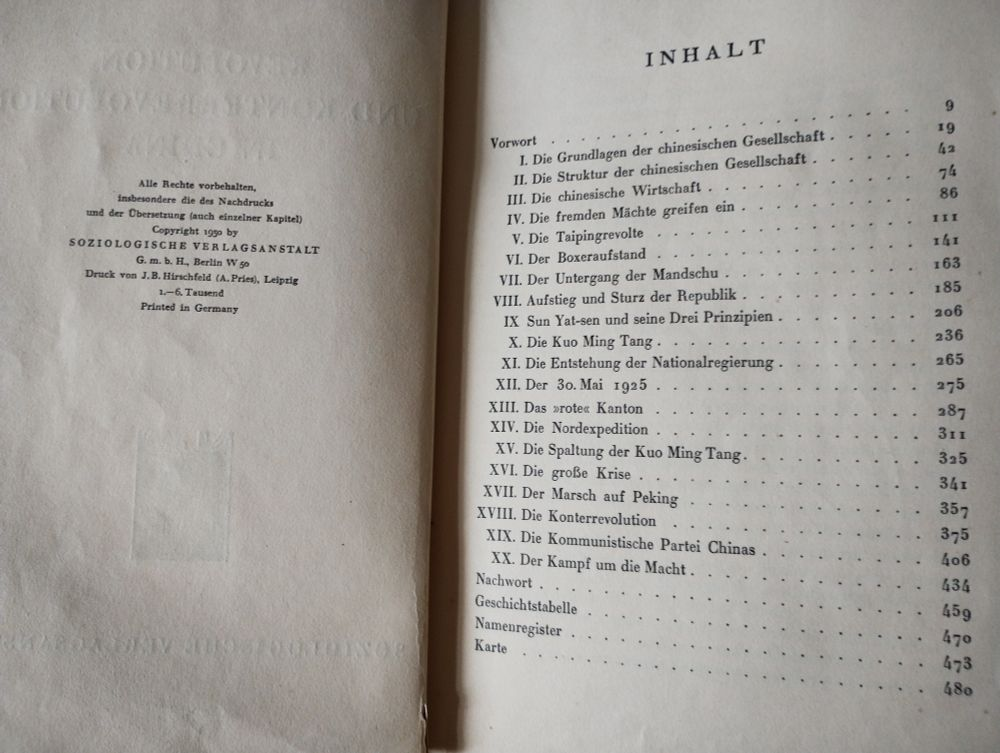 Alle Rechte vorbehalten,
insbesondere die des Nachdrucks
und der Übersetzung (auch einzelner Kapitel)
Copyright 1930 by
SOZIOLOGISCHE VERLAGSANSTALT
G. m. b. H., Berlin W 50
Druck von J. B. Hirschfeld (A. Pries), Leipzig
1.—6. Tausend
Printed in Germany
INHALT
Vorwort . . . . . . . . . . . . . . . . 9
I. Die Grundlagen der chinesischen Gesellschaft . . . . 19
II. Die Struktur der chinesischen Gesellschaft . . . . . 42
III. Die chinesische Wirtschaft . . . . . . . . . 74
IV. Die fremden Mächte greifen ein . . . . . . . . 86
V. Die Taipingrevolte . . . . . . . . . . . 111
VI. Der Boxeraufstand . . . . . . . . . . . 141
VII. Der Untergang der Mandschu . . . . . . . . 163
VIII. Aufstieg und Sturz der Republik . . . . . . . 185
IX Sun Yat-sen und seine Drei Prinzipien . . . . . . 206
X. Die Kuo Ming Tang . . . . . . . . . . . 236
XI. Die Entstehung der Nationalregierung . . . . . . 265
XII. Der 30. Mai 1925 . . . . . . . . . . . 275
XIII. Das »rote« Kanton . . . . . . . . . . . 287
XIV. Die Nordexpedition . . . . . . . . . . . 311
XV. Die Spaltung der Kuo Ming Tang . . . . . . . 325
XVI. Die große Krise . . . . . . . . . . . . 341
XVII. Der Marsch auf Peking . . . . . . . . . . 357
XVIII. Die Konterrevolution . . . . . . . . . . 375
XIX. Die Kommunistische Partei Chinas . . . . . . . 406
XX. Der Kampf um die Macht . . . . . . . . . . 434
Nachwort . . . . . . . . . . . . . . . . 459
Geschichtstabelle . . . . . . . . . . . . . . 470
Namenregister . . . . . . . . . . . . . . . 473
Karte . . . . . . . . . . . . . . . . . 480